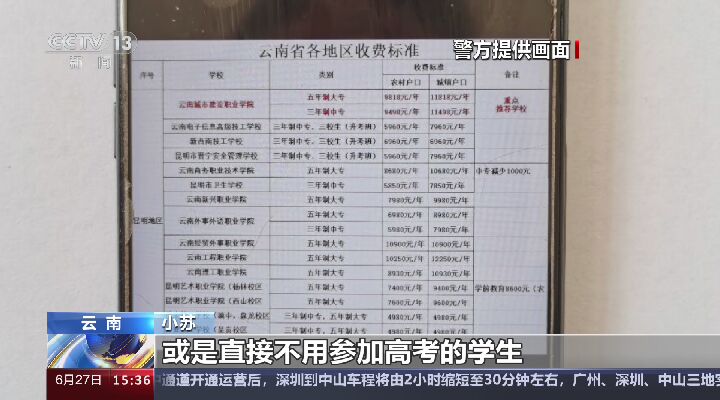 CCTV 13
新闻
警方提供画面
云南省各地区收费标准
序号 学校 类别 收费标准 备注
农村户口 城镇户口
云南城市建设职业学院 五年制大专 9818元/年 11818元/年 重点推荐学校
三年制中专 9498元/年 11498元/年
云南电子信息高级技工学校 三年制中专、三校生（升考班） 5960元/年 7960元/年
新西南技工学校 三年制中专、三校生（升考班） 6960元/年 6960元/年
昆明市晋宁安全管理学校 三年制中专、三校生（升考班） 5960元/年 7960元/年
云南商务职业技术学院 五年制大专 8680元/年 10680元/年 中专减少1000元
昆明市卫生学校 三年制中专 5850元/年 7850元/年
云南新兴职业学院 五年制大专 7980元/年 9980元/年
昆明地区 云南外事外语职业学院 五年制大专 6980元/年 8980元/年
三年制中专 5980元/年 7980元/年
云南经贸外事职业学院 五年制大专 10900元/年 10900元/年
云南工程职业学院 五年制大专 10250元/年 12250元/年
云南理工职业学院 五年制大专 8930元/年 10930元/年
昆明艺术职业学院（杨林校区 五年制大专 7400元/年 9400元/年 学前教育8600元（农
昆明艺术职业学院（西山校区 五年制大专 7600元/年 9600元/年
三年制中专、五年制大专 4980元/年 4980元/年
三年制中专、五年制大专 4980元/年 4980元/年
云南
小苏
或是直接不用参加高考的学生
6月27日 15:36 中通道开通运营后，深圳到中山车程将由2小时缩短至30分钟左右，广州、深圳、中山三地实